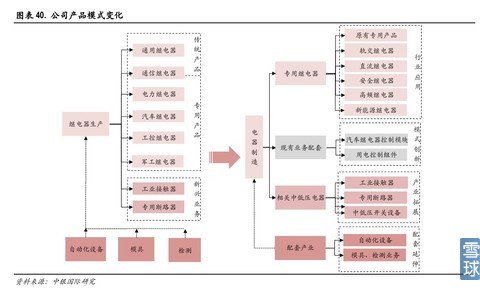 图表 40. 公司产品模式变化
继电器生产
通用继电器
通信继电器
电力继电器
汽车继电器
工控继电器
军工继电器
工业接触器
专用断路器
传统产品
专用产品
新兴业务
自动化设备
模具
检测
电器制造
专用继电器
现有业务配套
相关中低压电器
配套产业
原有专用产品
轨交继电器
直流继电器
安全继电器
高频继电器
新能源继电器
行业应用
汽车继电器控制模块
用电控制组件
模式创新
工业接触器
专用断路器
中低压开关设备
产业拓展
自动化设备
模具、检测业务
配套延伸
资料来源：中银国际研究
雪球